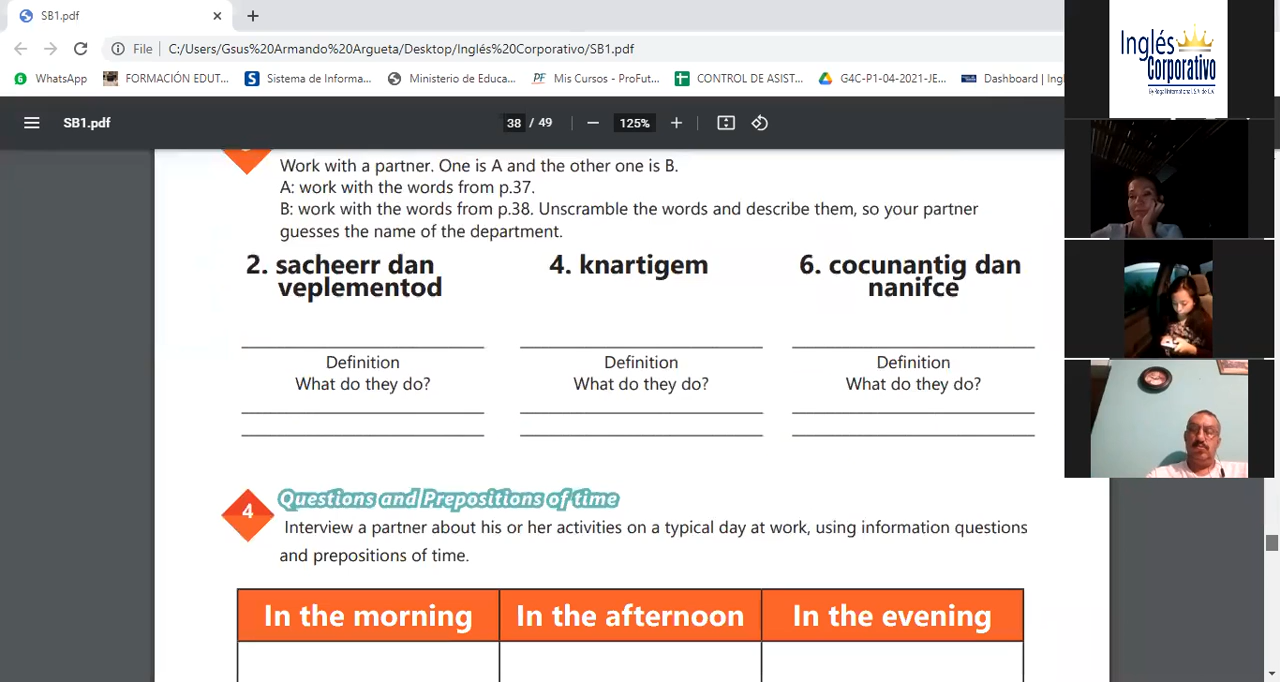 SB1.pdf
File C:/Users/Gsus%20Armando%20Argueta/Desktop/Inglés%20Corporativo/SB1.pdf
WhatsApp FORMACIÓN EDUT... Sistema de Informa... Ministerio de Educa... PF Mis Cursos - ProFut... CONTROL DE ASIST... G4C-P1-04-2021-JE... Dashboard | Ingl
SB1.pdf 38 / 49 125%
Inglés
Corporativo
Work with a partner. One is A and the other one is B.
A: work with the words from p.37.
B: work with the words from p.38. Unscramble the words and describe them, so your partner
guesses the name of the department.
2. sacheerr dan
veplementod
4. knartigem
6. cocunantig dan
nanifce
Definition
What do they do?
Definition
What do they do?
Definition
What do they do?
4
Questions and Prepositions of time
Interview a partner about his or her activities on a typical day at work, using information questions
and prepositions of time.
In the morning In the afternoon In the evening